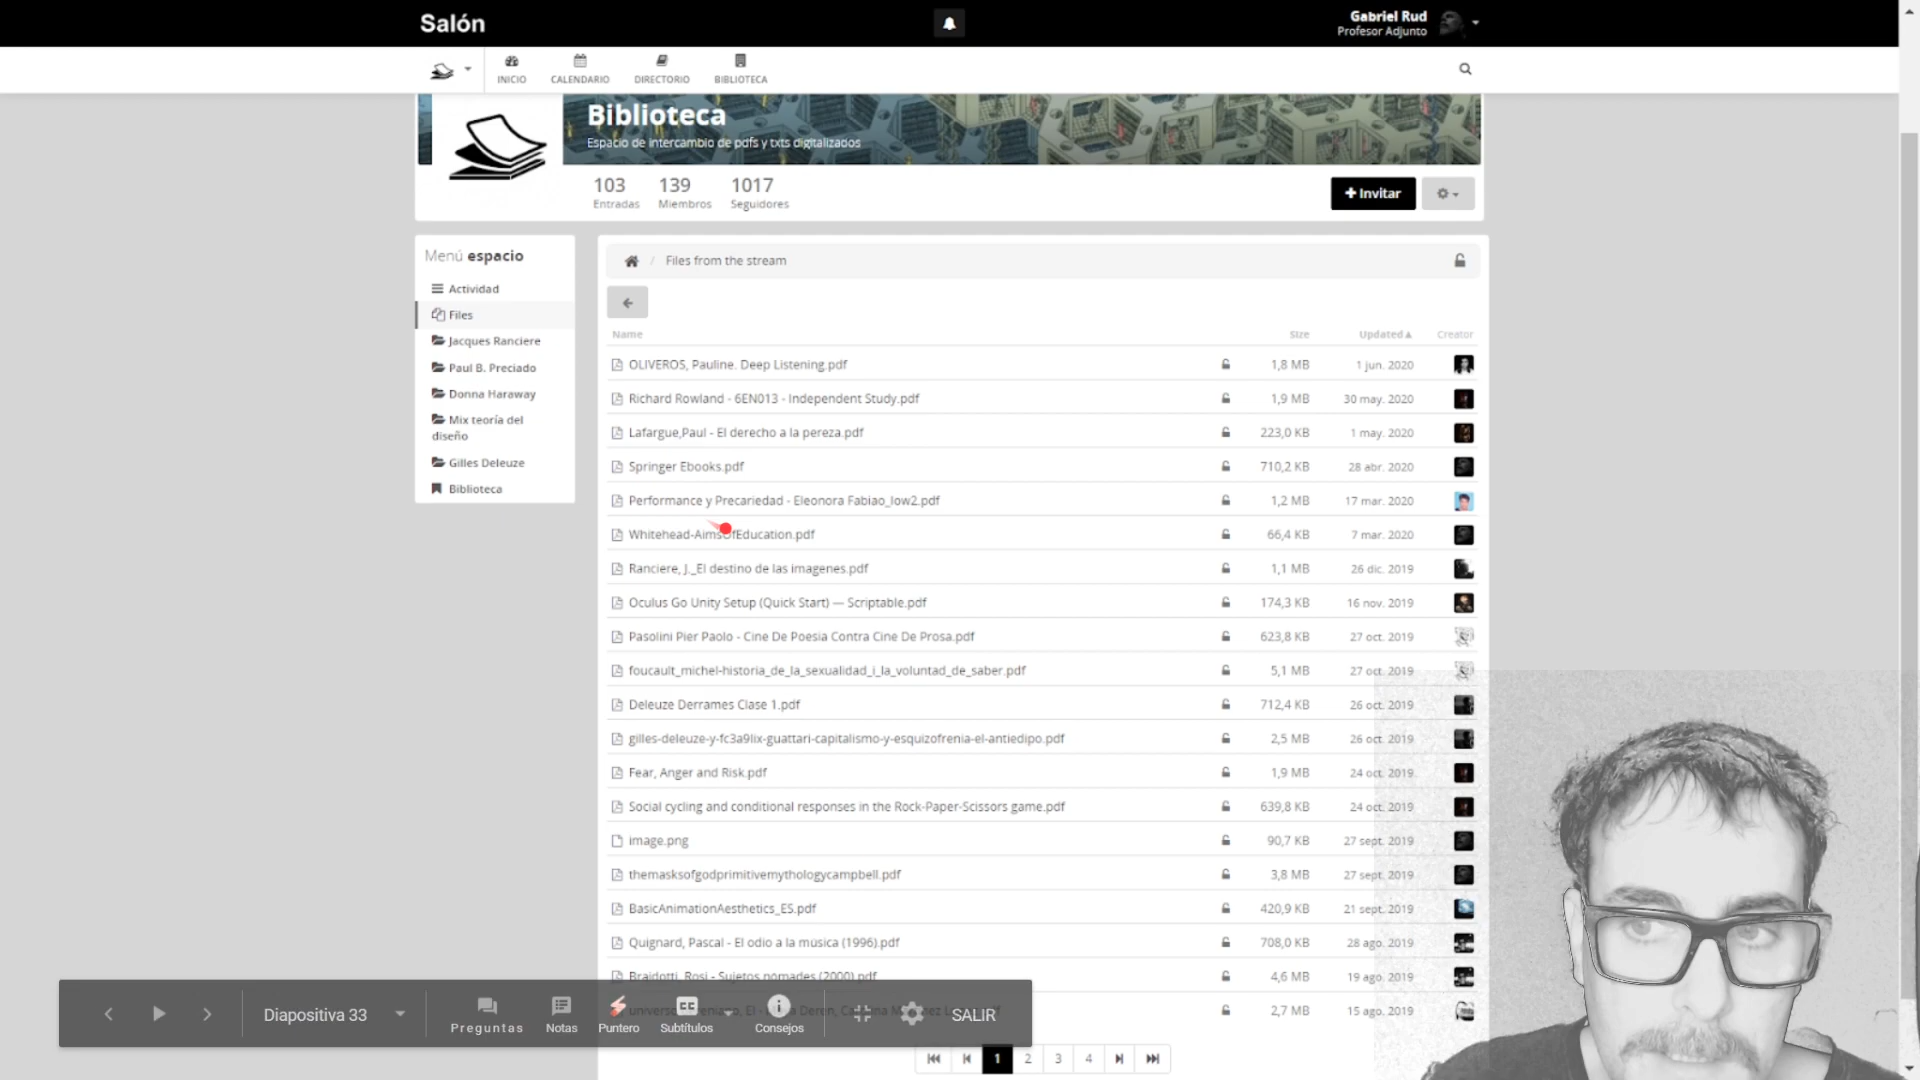 Salón
Gabriel Rud
Profesor Adjunto
INICIO
CALENDARIO
DIRECTORIO
BIBLIOTECA
Biblioteca
Espacio de intercambio de pdfs y txts digitalizados
103
Entradas
139
Miembros
1017
Seguidores
+ Invitar
Menú espacio
Actividad
Files
Jacques Ranciere
Paul B. Preciado
Donna Haraway
Mix teoría del
diseño
Gilles Deleuze
Biblioteca
/ Files from the stream
Name Size Updated Creator
OLIVEROS, Pauline. Deep Listening.pdf 1,8 MB 1 jun. 2020
Richard Rowland - 6EN013 - Independent Study.pdf 1,9 MB 30 may. 2020
Lafargue,Paul - El derecho a la pereza.pdf 223,0 KB 1 may. 2020
Springer Ebooks.pdf 710,2 KB 28 abr. 2020
Performance y Precariedad - Eleonora Fabiao_low2.pdf 1,2 MB 17 mar. 2020
Whitehead-AimsOfEducation.pdf 66,4 KB 7 mar. 2020
Ranciere, J._El destino de las imagenes.pdf 1,1 MB 26 dic. 2019
Oculus Go Unity Setup (Quick Start) — Scriptable.pdf 174,3 KB 16 nov. 2019
Pasolini Pier Paolo - Cine De Poesia Contra Cine De Prosa.pdf 623,8 KB 27 oct. 2019
foucault_michel-historia_de_la_sexualidad_i_la_voluntad_de_saber.pdf 5,1 MB 27 oct. 2019
Deleuze Derrames Clase 1.pdf 712,4 KB 26 oct. 2019
gilles-deleuze-y-fc3a9lix-guattari-capitalismo-y-esquizofrenia-el-antiedipo.pdf 2,5 MB 26 oct. 2019
Fear, Anger and Risk.pdf 1,9 MB 24 oct. 2019
Social cycling and conditional responses in the Rock-Paper-Scissors game.pdf 639,8 KB 24 oct. 2019
image.png 90,7 KB 27 sept. 2019
themasksofgodprimitivemythologycampbell.pdf 3,8 MB 27 sept. 2019
BasicAnimationAesthetics_ES.pdf 420,9 KB 21 sept. 2019
Quignard, Pascal - El odio a la musica (1996).pdf 708,0 KB 28 ago. 2019
Braidotti, Rosi - Sujetos nomades (2000).pdf 4,6 MB 19 ago. 2019
2,7 MB 15 ago. 2019
Diapositiva 33
Preguntas
Notas
Puntero
CC
Subtítulos
Consejos
SALIR
1 2 3 4